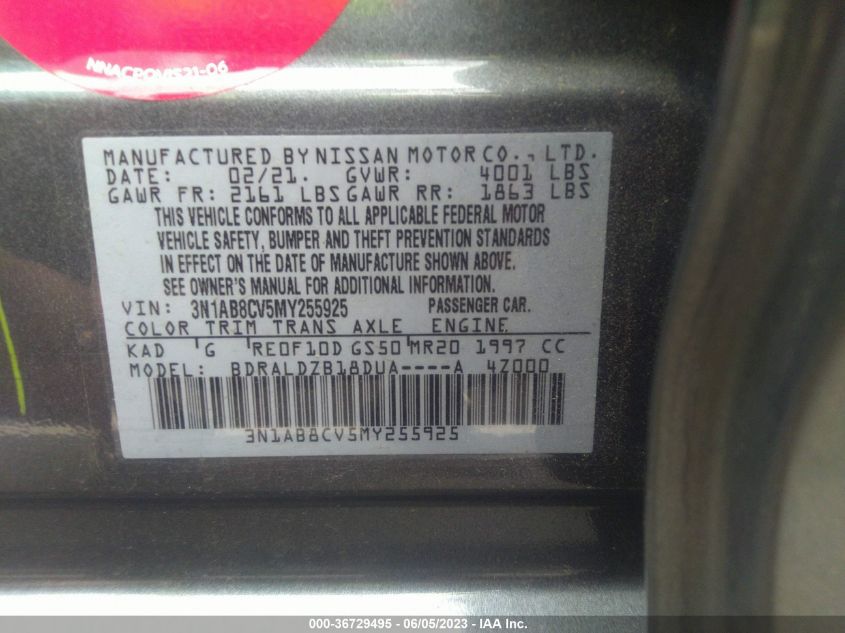 NNACPOMS21-06
MANUFACTURED BY NISSAN MOTOR CO., LTD.
DATE: 02/21. GVWR: 4001 LBS
GAWR FR: 2161 LBS GAWR RR: 1863 LBS
THIS VEHICLE CONFORMS TO ALL APPLICABLE FEDERAL MOTOR
VEHICLE SAFETY, BUMPER AND THEFT PREVENTION STANDARDS
IN EFFECT ON THE DATE OF MANUFACTURE SHOWN ABOVE.
SEE OWNER'S MANUAL FOR ADDITIONAL INFORMATION.
VIN: 3N1AB8CV5MY255925 PASSENGER CAR.
COLOR TRIM TRANS AXLE ENGINE
KAD G RE0F10D GS50 MR20 1997 CC
MODEL: BDRALDZB18DUA----A 4Z000
3N1AB8CV5MY255925
000-36729495 - 06/05/2023 - IAA Inc.